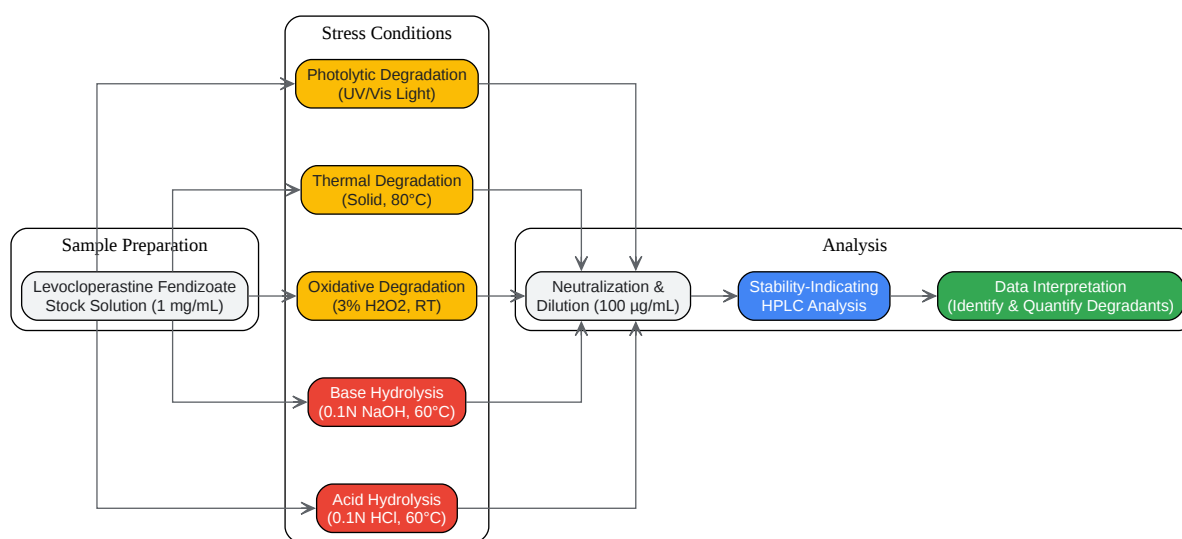 Stress Conditions
Photolytic Degradation
(UV/Vis Light)
Thermal Degradation
(Solid, 80°C)
Sample Preparation
Levocloperastine Fendizoate
Stock Solution (1 mg/mL)
Oxidative Degradation
(3% H2O2, RT)
Base Hydrolysis
(0.1N NaOH, 60°C)
Acid Hydrolysis
(0.1N HCl, 60°C)
Analysis
Neutralization &
Dilution (100 µg/mL)
Stability-Indicating
HPLC Analysis
Data Interpretation
(Identify & Quantify Degradants)